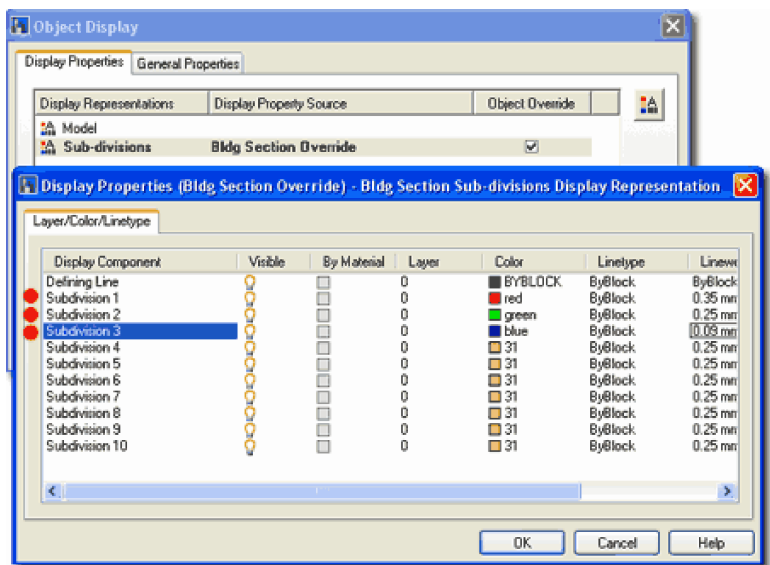 Object Display
Display Properties General Properties
Display Representations Display Property Source Object Override
Model
Sub-divisions Bldg Section Override
Display Properties (Bldg Section Override) - Bldg Section Sub-divisions Display Representation
Layer/Color/Linetype
Display Component Visible By Material Layer Color Linetype Linewe
Defining Line 0 BYBLOCK ByBlock ByBlock
Subdivision 1 0 red ByBlock 0.35 mm
Subdivision 2 0 green ByBlock 0.25 mm
Subdivision 3 0 blue ByBlock 0.09 mm
Subdivision 4 0 31 ByBlock 0.25 mm
Subdivision 5 0 31 ByBlock 0.25 mm
Subdivision 6 0 31 ByBlock 0.25 mm
Subdivision 7 0 31 ByBlock 0.25 mm
Subdivision 8 0 31 ByBlock 0.25 mm
Subdivision 9 0 31 ByBlock 0.25 mm
Subdivision 10 0 31 ByBlock 0.25 mm
OK Cancel Help